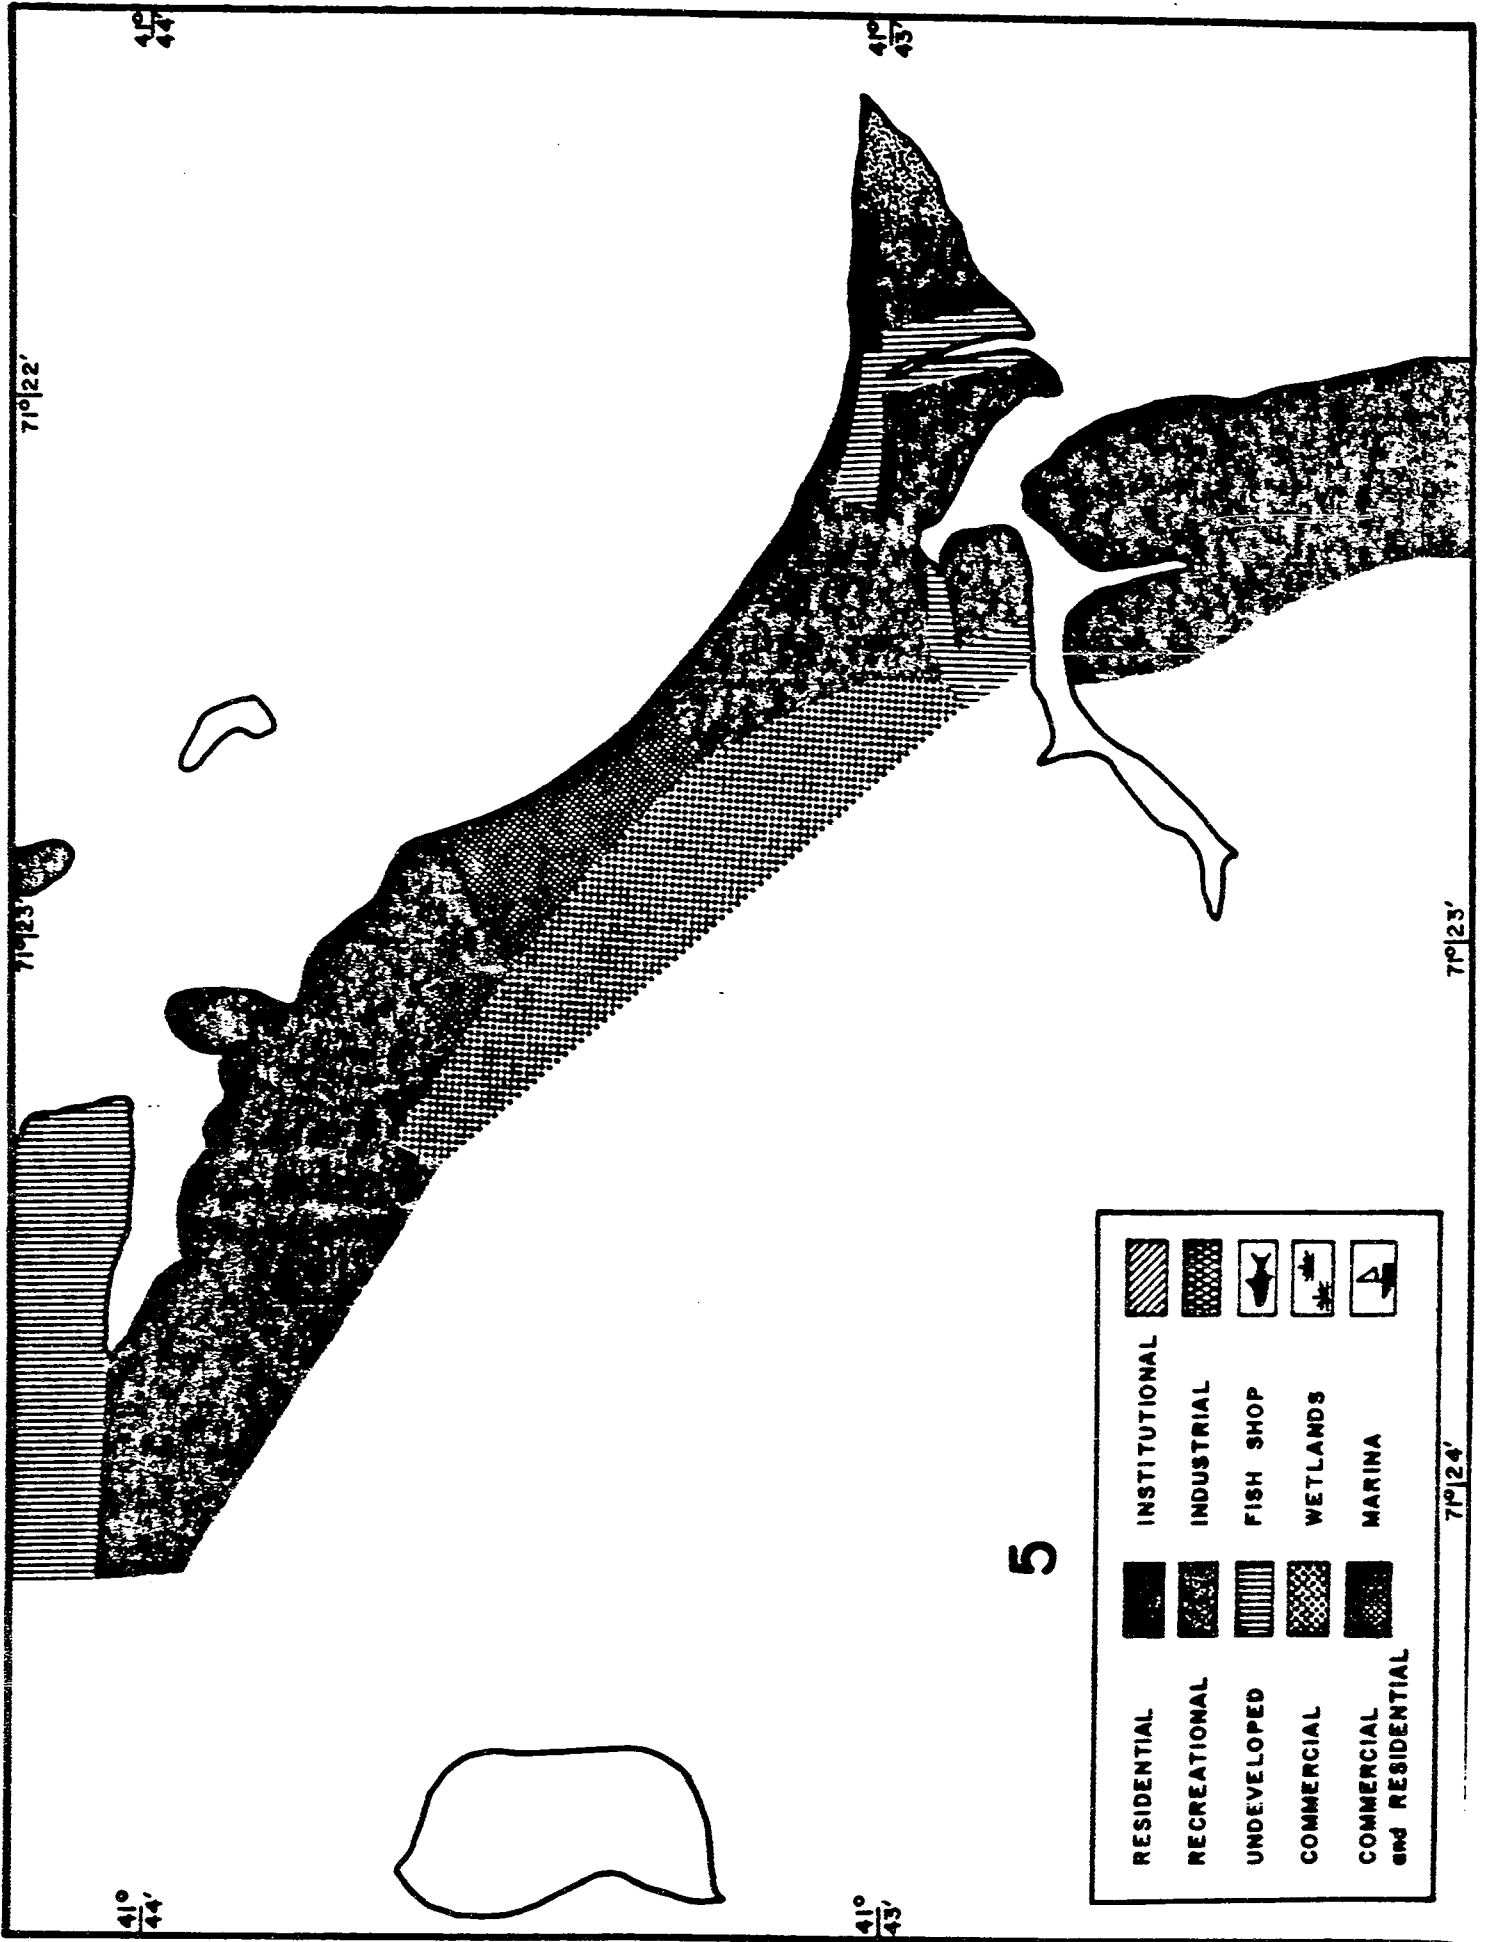 41°
44'
41°
43'
71°22'
71°23'
71°23'
71°24'
41°
44'
41°
43'
5
RESIDENTIAL
RECREATIONAL
UNDEVELOPED
COMMERCIAL
COMMERCIAL
and RESIDENTIAL
INSTITUTIONAL
INDUSTRIAL
FISH SHOP
WETLANDS
MARINA